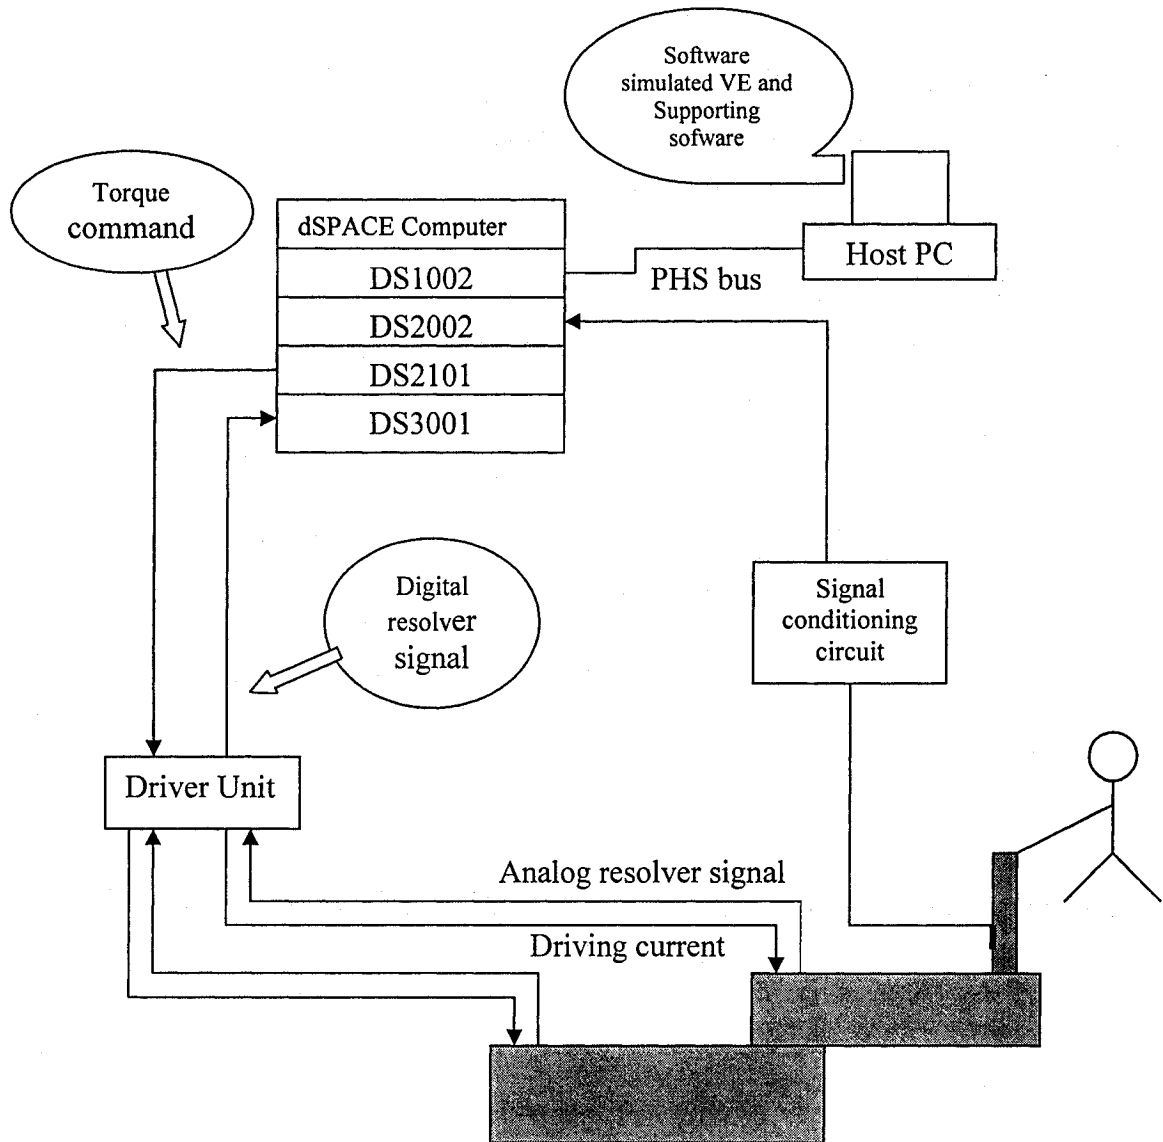 Software
simulated VE and
Supporting
sofware
Torque
command
dSPACE Computer
DS1002
DS2002
DS2101
DS3001
PHS bus
Host PC
Digital
resolver
signal
Signal
conditioning
circuit
Driver Unit
Analog resolver signal
Driving current